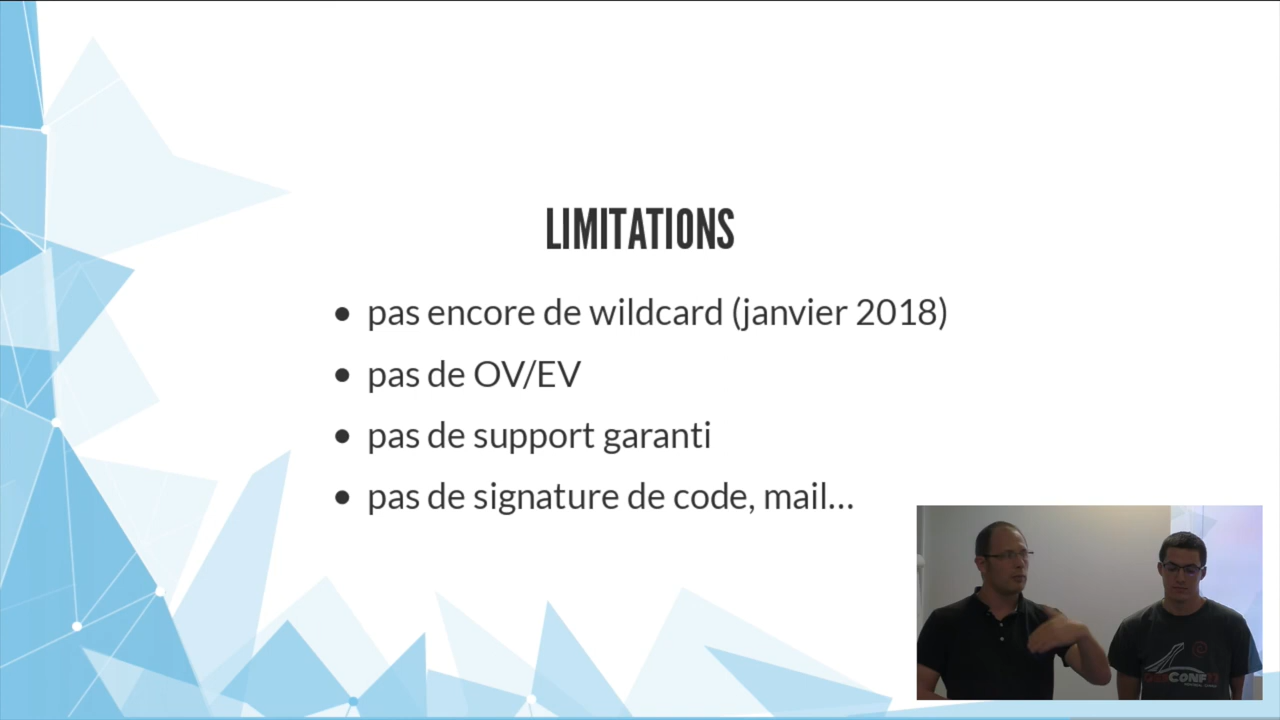 LIMITATIONS
• pas encore de wildcard (janvier 2018)
• pas de OV/EV
• pas de support garanti
• pas de signature de code, mail...